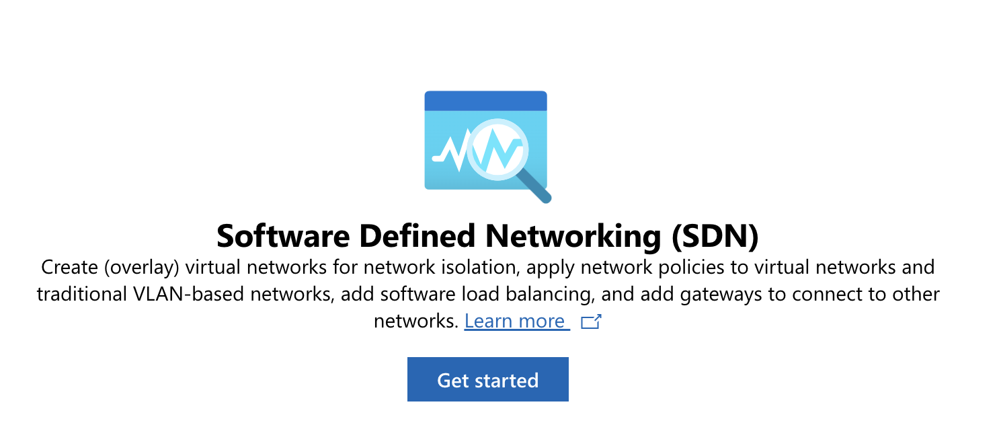 Software Defined Networking (SDN)
Create (overlay) virtual networks for network isolation, apply network policies to virtual networks and
traditional VLAN-based networks, add software load balancing, and add gateways to connect to other
networks. Learn more
Get started